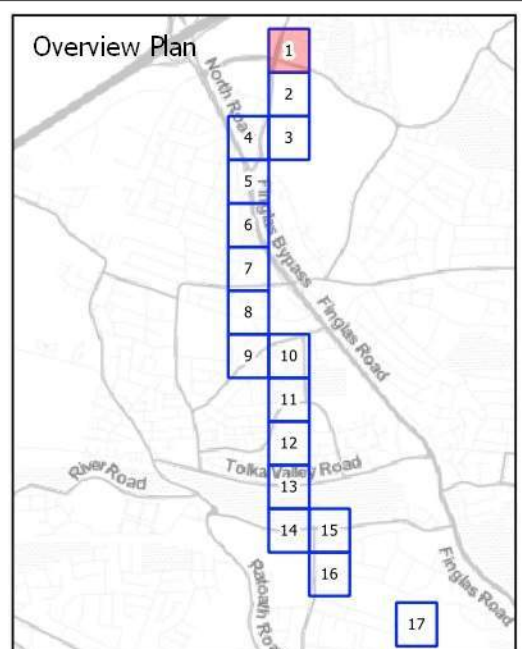 Overview Plan
1
North Road
2
4 3
5
6
Finglas Bypass
7
8
Finglas Road
9 10
11
12
Tolka Valley Road
River Road
13
14 15
16
Ratoath Road
Finglas Road
17